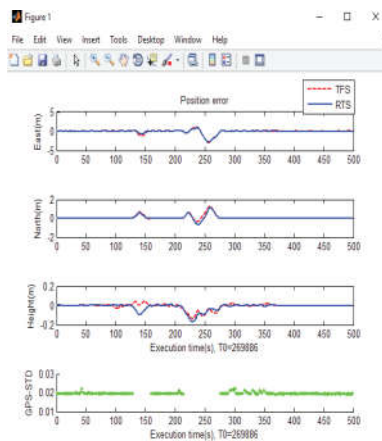 Figure 1
File Edit View Insert Tools Desktop Window Help
Position error
TFS
RTS
East(m)
5
0
-5
0 50 100 150 200 250 300 350 400 450 500
North(m)
2
0
-2
0 50 100 150 200 250 300 350 400 450 500
Height(m)
0.2
0
-0.2
0 50 100 150 200 250 300 350 400 450 500
Execution time(s), T0=269886
GPS-STD
0.03
0.02
0.01
0 50 100 150 200 250 300 350 400 450 500
Execution time(s), T0=269886